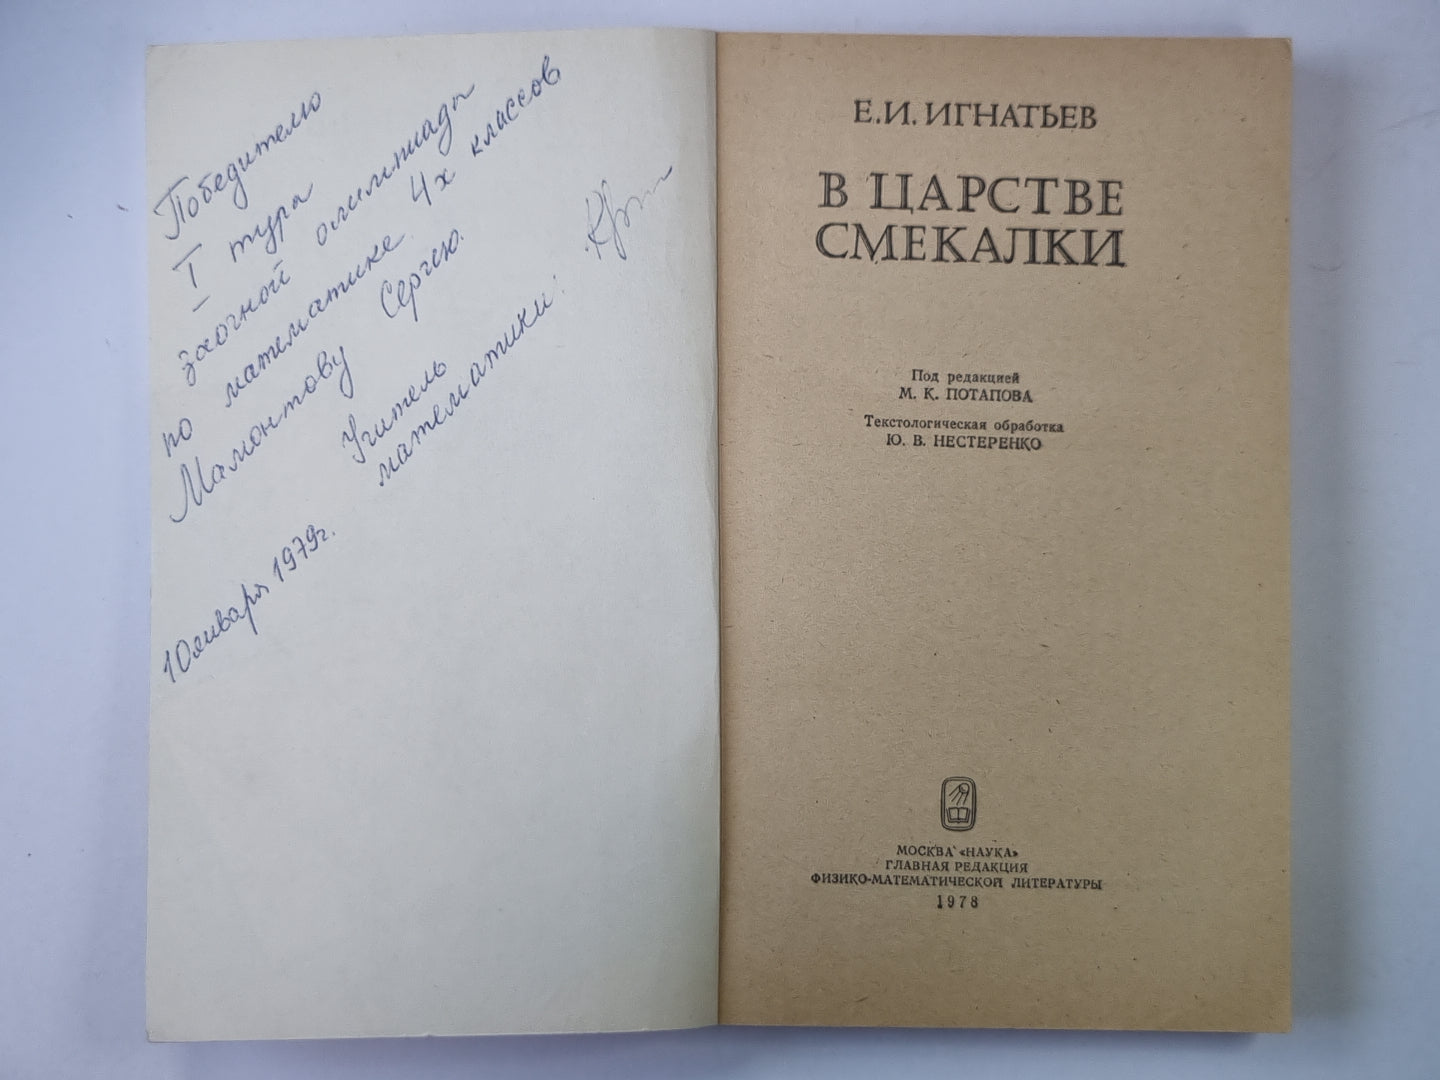 Победителю
I тура
заочной олимпиады
по математике 4х классов
Мамонтову Сергею.
Учитель
математики:
10 января 1979г.
Е.И. ИГНАТЬЕВ
В ЦАРСТВЕ
СМЕКАЛКИ
Под редакцией
М. К. ПОТАПОВА
Текстологическая обработка
Ю. В. НЕСТЕРЕНКО
МОСКВА «НАУКА»
ГЛАВНАЯ РЕДАКЦИЯ
ФИЗИКО-МАТЕМАТИЧЕСКОЙ ЛИТЕРАТУРЫ
1978